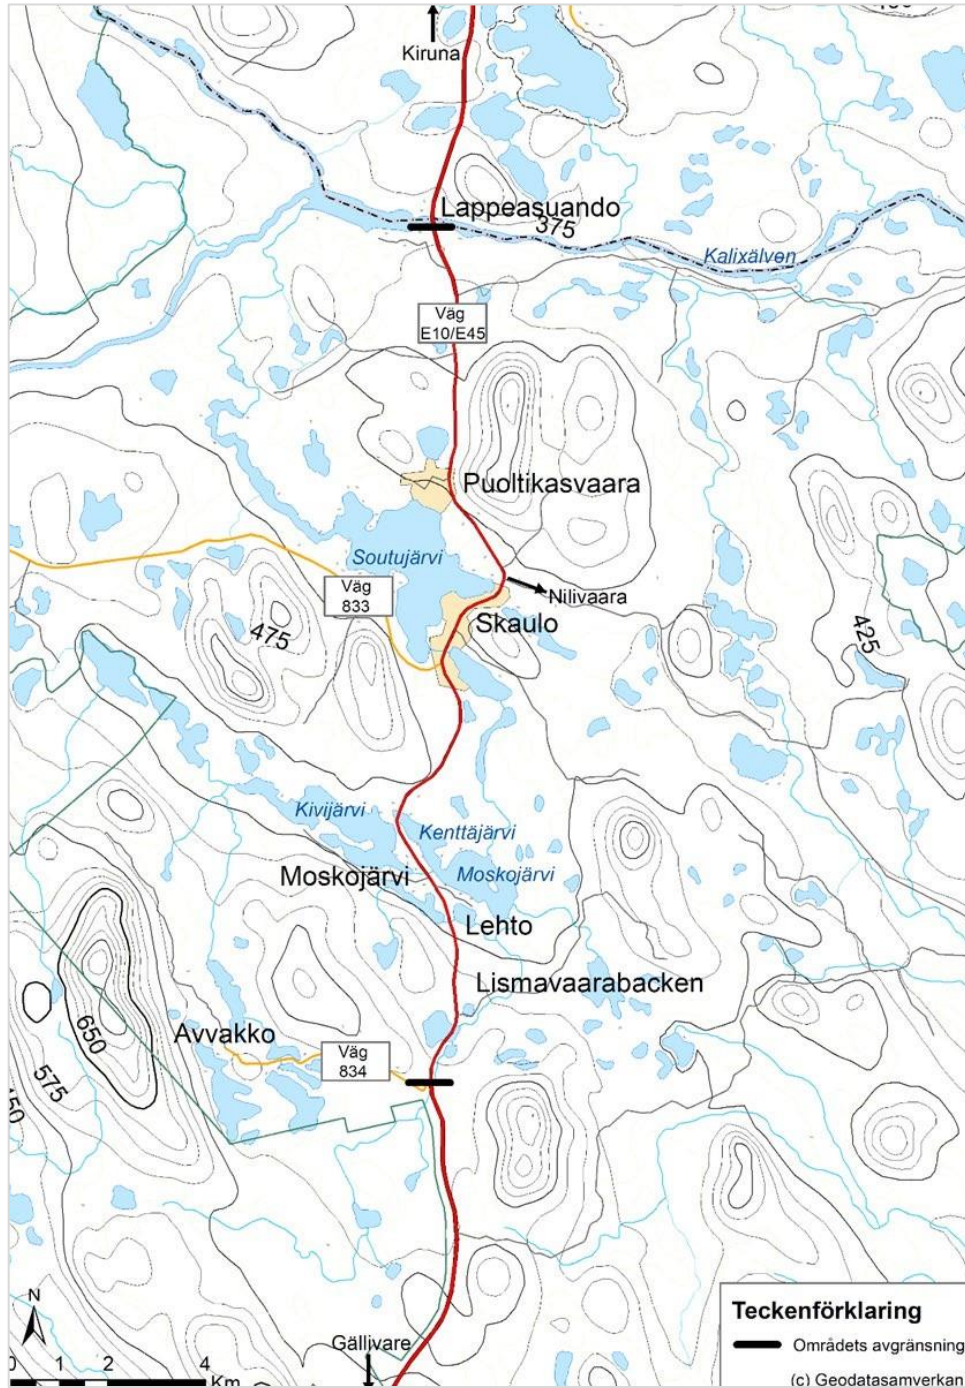 Kiruna
Lappeasuando
375
Kalixälven
Väg
E10/E45
Puoltikasvaara
Soutujärvi
Väg
833
Nilivaara
Skaulo
475
425
Kivijärvi
Kenttäjärvi
Moskojärvi
Moskojärvi
Lehto
Lismavaarabacken
650
Avvakko
Väg
834
575
N
Gällivare
0 1 2 4
Km
Teckenförklaring
Områdets avgränsning
(c) Geodatasamverkan